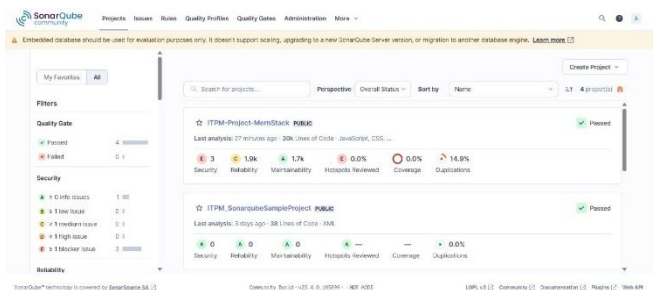 SonarQube community Projects Issues Rules Quality Profiles Quality Gates Administration More A
Embedded database should be used for evaluation purposes only. It doesn't support scaling, upgrading to a new SonarQube Server version, or migration to another database engine. Learn more
Create Project
My Favorites All
Search for projects... Perspective Overall Status Sort by Name 4 project(s)
Filters
Quality Gate
Passed 4
Failed 0
Security
A ≥ 0 info issues 1
B ≥ 1 low issue 0
C ≥ 1 medium issue 0
D ≥ 1 high issue 0
E ≥ 1 blocker issue 3
Reliability
ITPM-Project-MernStack PUBLIC Passed
Last analysis: 27 minutes ago · 30k Lines of Code · JavaScript, CSS, ...
E 3 C 1.9k A 1.7k E 0.0% 0.0% 14.9%
Security Reliability Maintainability Hotspots Reviewed Coverage Duplications
ITPM_SonarqubeSampleProject PUBLIC Passed
Last analysis: 3 days ago · 38 Lines of Code · XML
A 0 A 0 A 0 A — — 0.0%
Security Reliability Maintainability Hotspots Reviewed Coverage Duplications
SonarQube™ technology is powered by SonarSource SA Community Build · v25. · MQR MODE LGPL v3 Community Documentation Plugins Web API